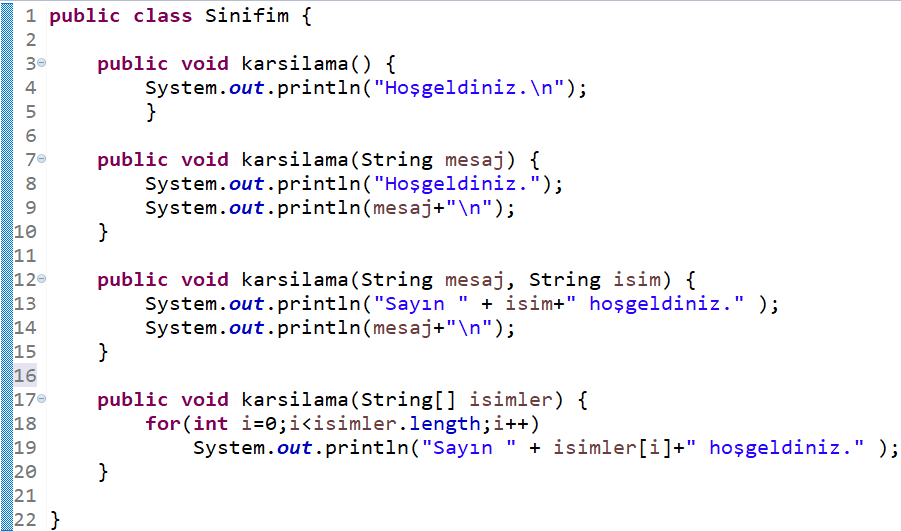 1 public class Sinifim {
2
3 public void karsilama() {
4 System.out.println("Hoşgeldiniz.\n");
5 }
6
7 public void karsilama(String mesaj) {
8 System.out.println("Hoşgeldiniz.");
9 System.out.println(mesaj+"\n");
10 }
11
12 public void karsilama(String mesaj, String isim) {
13 System.out.println("Sayın " + isim+" hoşgeldiniz." );
14 System.out.println(mesaj+"\n");
15 }
16
17 public void karsilama(String[] isimler) {
18 for(int i=0;i<isimler.length;i++)
19 System.out.println("Sayın " + isimler[i]+" hoşgeldiniz." );
20 }
21
22 }